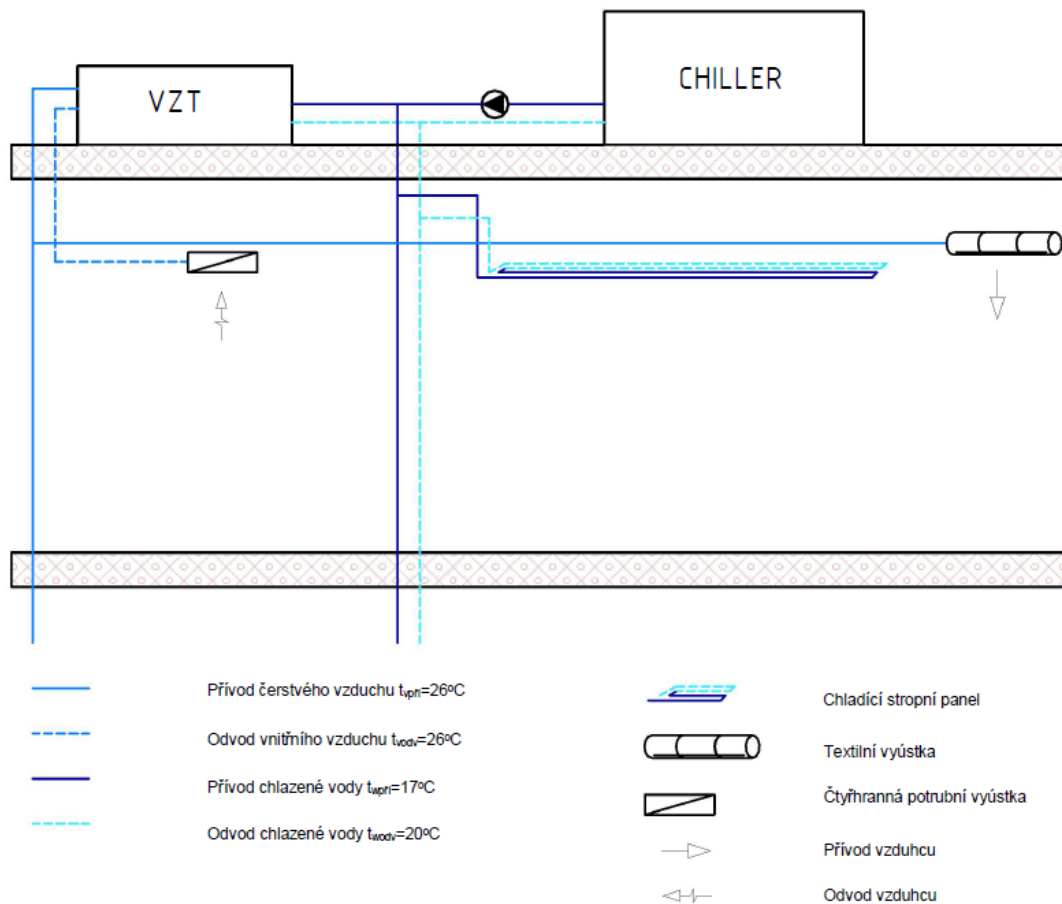 VZT
CHILLER
Přívod čerstvého vzduchu tvpři=26ºC
Odvod vnitřního vzduchu tvodv=26ºC
Přívod chlazené vody twpři=17ºC
Odvod chlazené vody twodv=20ºC
Chladící stropní panel
Textilní vyústka
Čtyřhranná potrubní vyústka
Přívod vzduhcu
Odvod vzduhcu